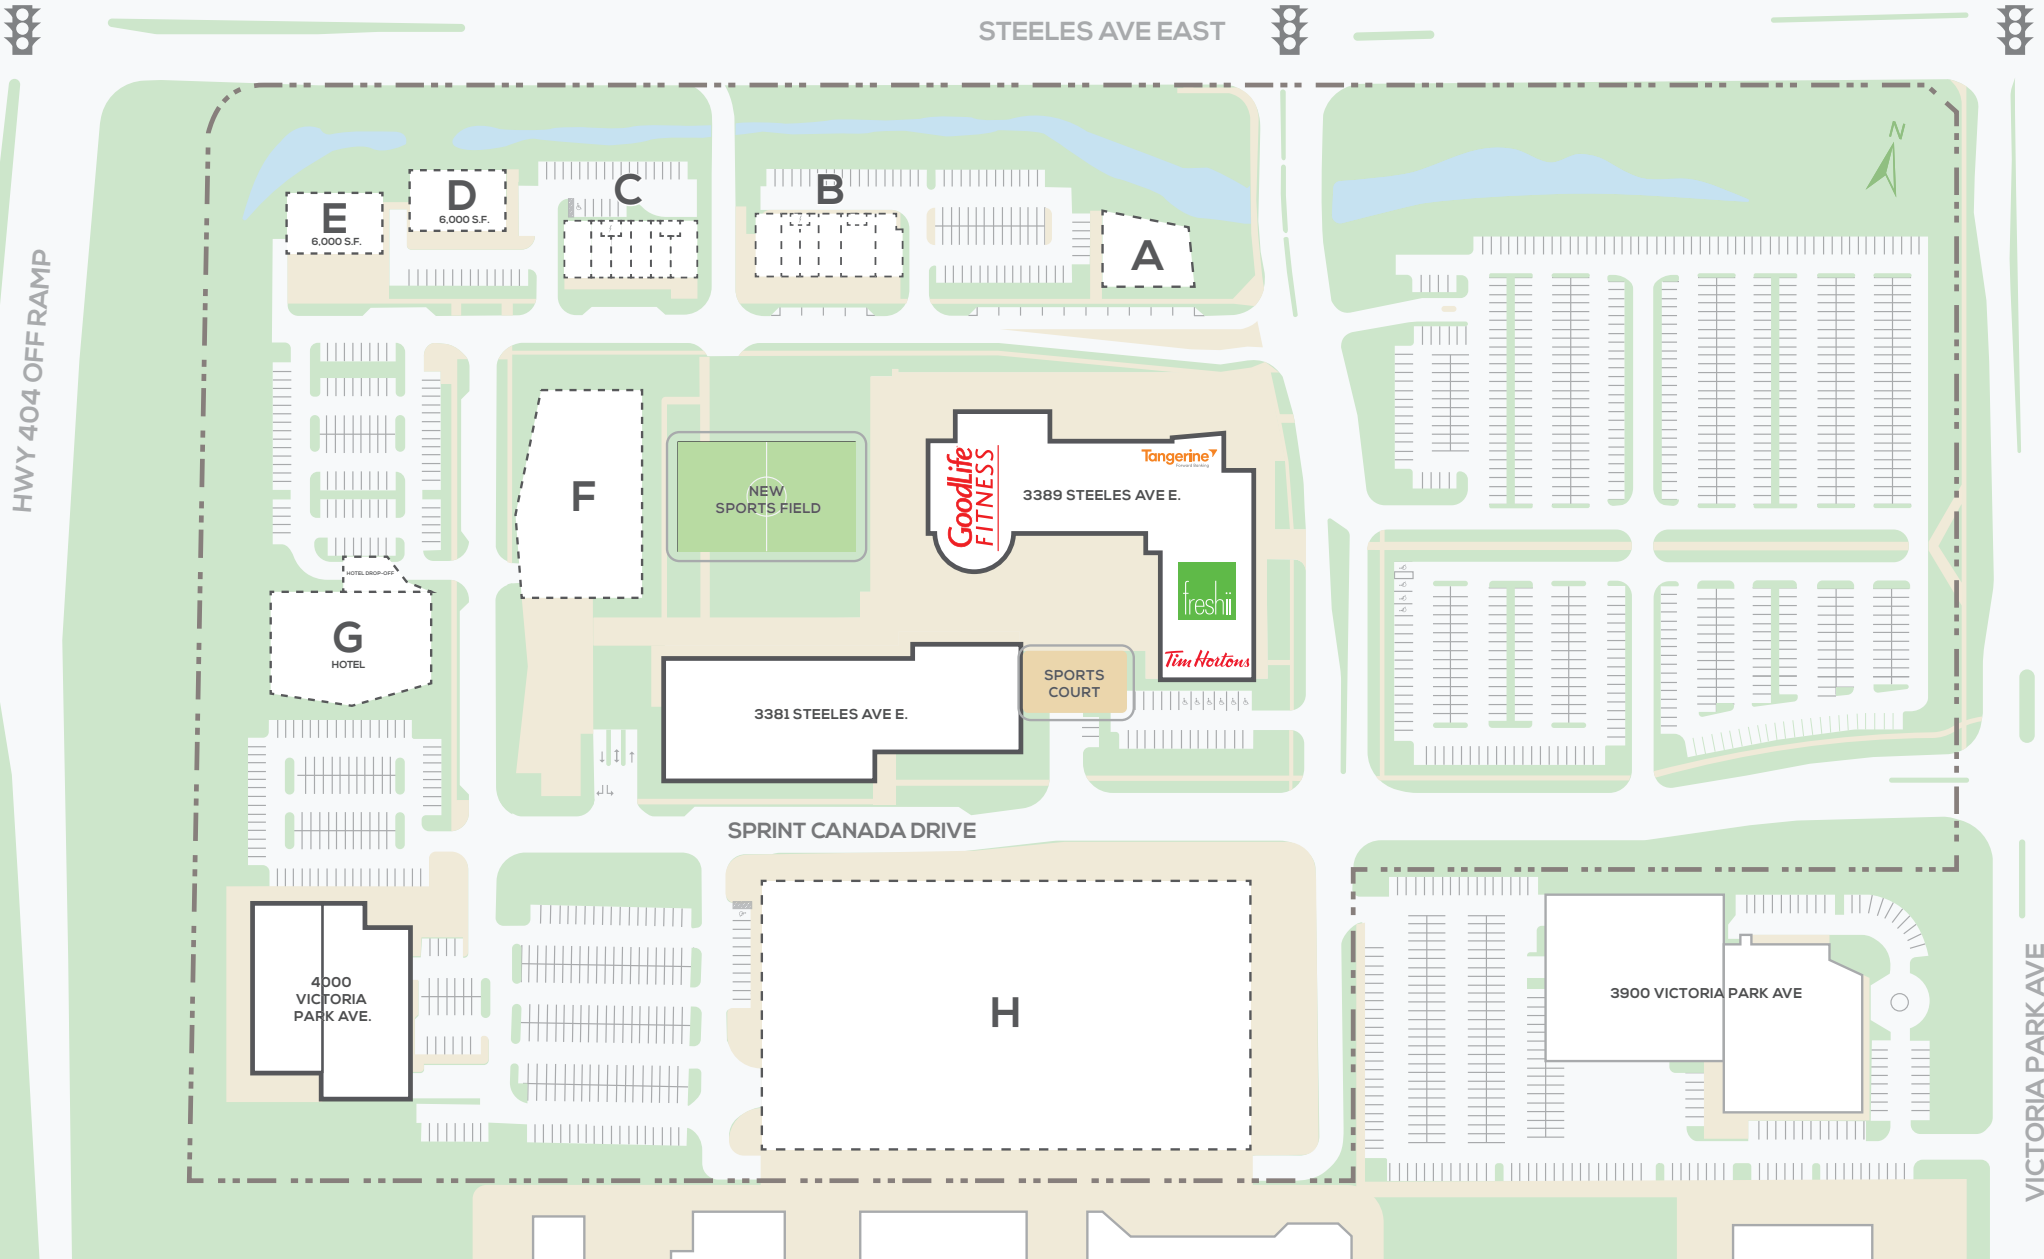 STEELES AVE EAST
N
HWY 404 OFF RAMP
E
6,000 S.F.
D
6,000 S.F.
C
B
A
F
NEW
SPORTS FIELD
GoodLife
FITNESS
Tangerine
Forward Banking
3389 STEELES AVE E.
freshii
Tim Hortons
HOTEL DROP-OFF
G
HOTEL
3381 STEELES AVE E.
SPORTS
COURT
SPRINT CANADA DRIVE
4000
VICTORIA
PARK AVE.
H
3900 VICTORIA PARK AVE
VICTORIA PARK AVE